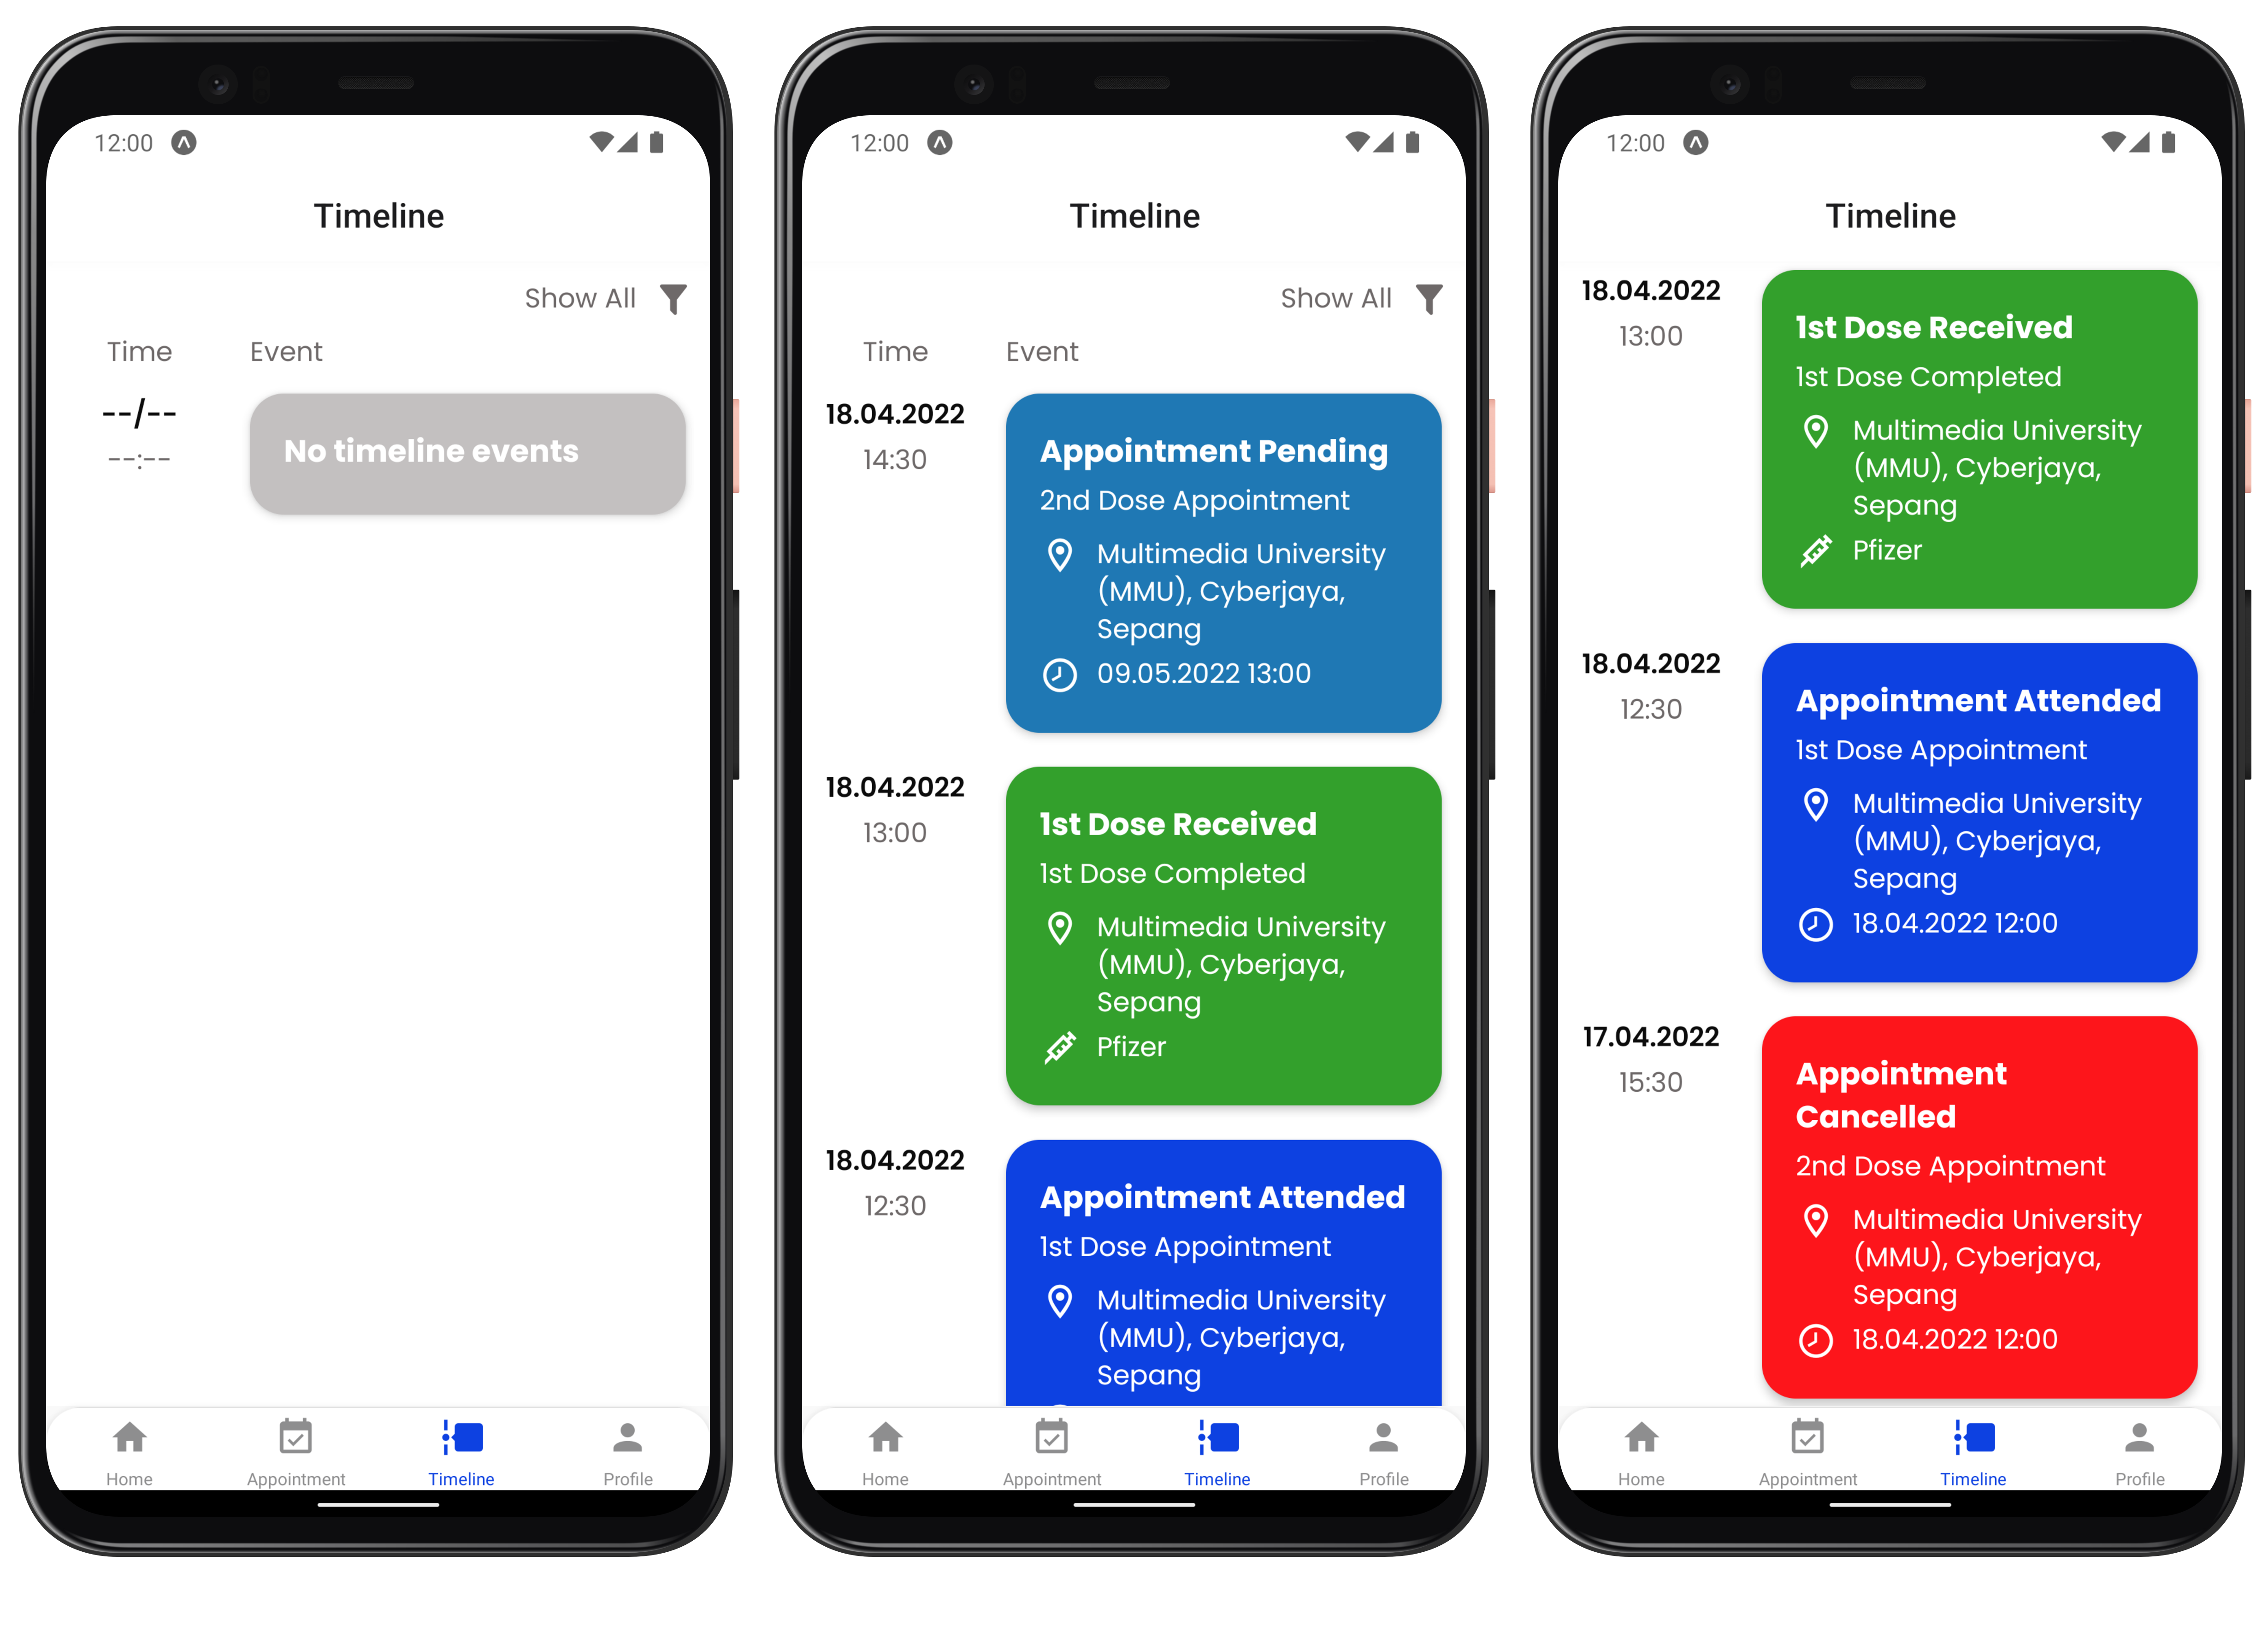 12:00
Timeline
Show All
Time Event
--/--
--:--
No timeline events
Home Appointment Timeline Profile
12:00
Timeline
Show All
Time Event
18.04.2022
14:30
Appointment Pending
2nd Dose Appointment
Multimedia University
(MMU), Cyberjaya,
Sepang
09.05.2022 13:00
18.04.2022
13:00
1st Dose Received
1st Dose Completed
Multimedia University
(MMU), Cyberjaya,
Sepang
Pfizer
18.04.2022
12:30
Appointment Attended
1st Dose Appointment
Multimedia University
(MMU), Cyberjaya,
Sepang
Home Appointment Timeline Profile
12:00
Timeline
18.04.2022
13:00
1st Dose Received
1st Dose Completed
Multimedia University
(MMU), Cyberjaya,
Sepang
Pfizer
18.04.2022
12:30
Appointment Attended
1st Dose Appointment
Multimedia University
(MMU), Cyberjaya,
Sepang
18.04.2022 12:00
17.04.2022
15:30
Appointment
Cancelled
2nd Dose Appointment
Multimedia University
(MMU), Cyberjaya,
Sepang
18.04.2022 12:00
Home Appointment Timeline Profile